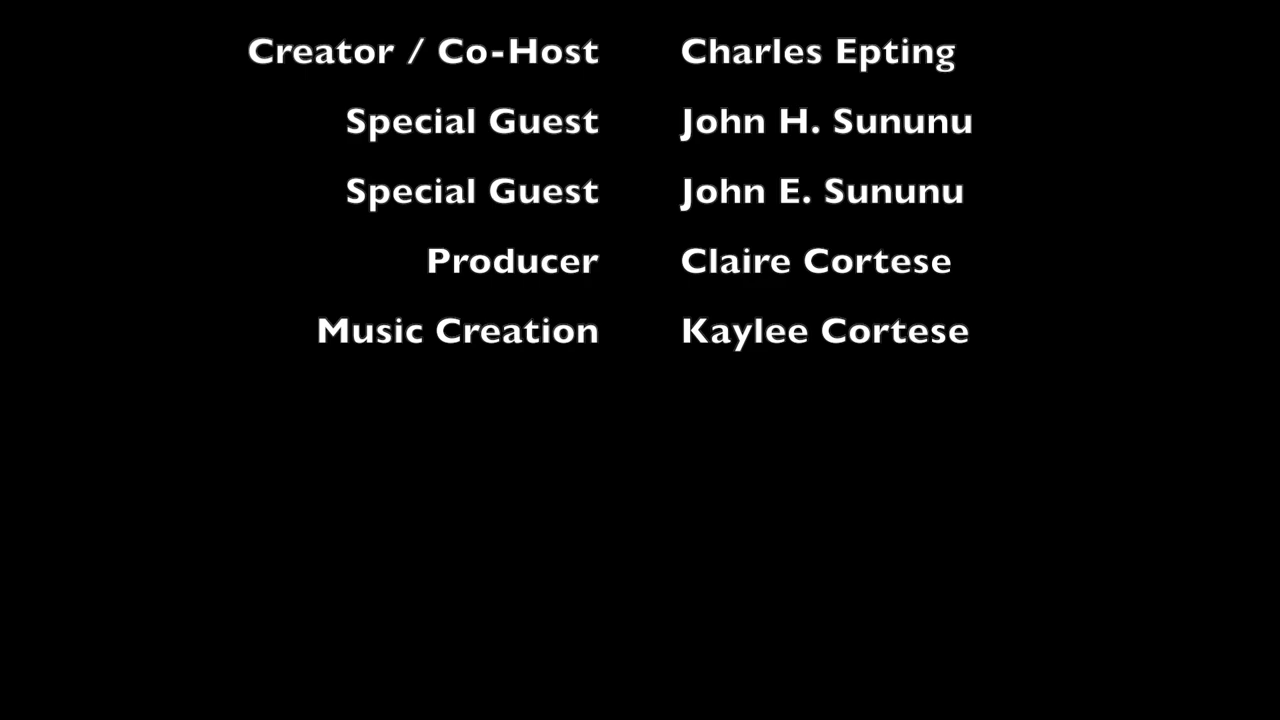 Creator / Co-Host Charles Epting
Special Guest John H. Sununu
Special Guest John E. Sununu
Producer Claire Cortese
Music Creation Kaylee Cortese